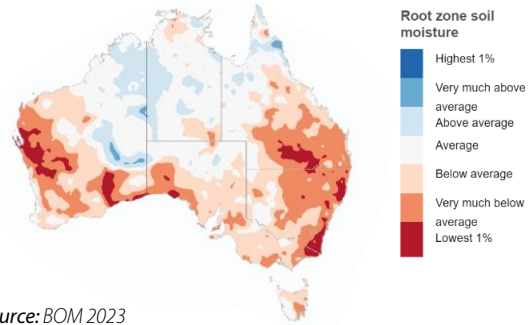 Root zone soil
moisture
Highest 1%
Very much above
average
Above average
Average
Below average
Very much below
average
Lowest 1%
urce: BOM 2023